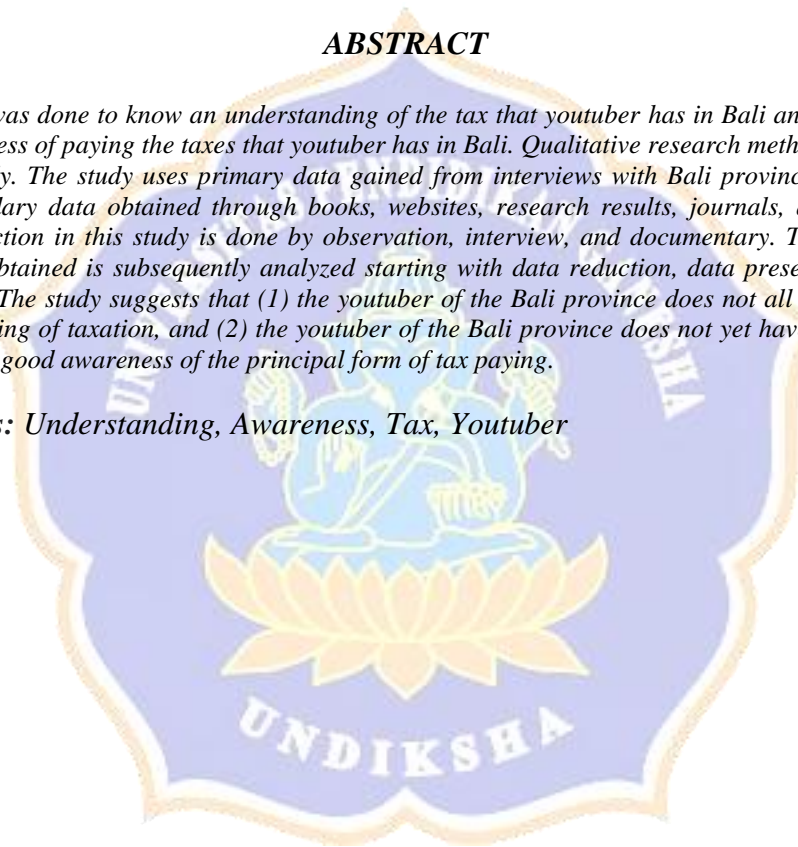 ABSTRACT
was done to know an understanding of the tax that youtuber has in Bali an
ess of paying the taxes that youtuber has in Bali. Qualitative research meth
y. The study uses primary data gained from interviews with Bali provinc
dary data obtained through books, websites, research results, journals,
ction in this study is done by observation, interview, and documentary. T
btained is subsequently analyzed starting with data reduction, data prese
The study suggests that (1) the youtuber of the Bali province does not all
ing of taxation, and (2) the youtuber of the Bali province does not yet hav
good awareness of the principal form of tax paying.
s: Understanding, Awareness, Tax, Youtuber
UNIVERSITAS PENDIDIKAN GANESHA
UNDIKSHA